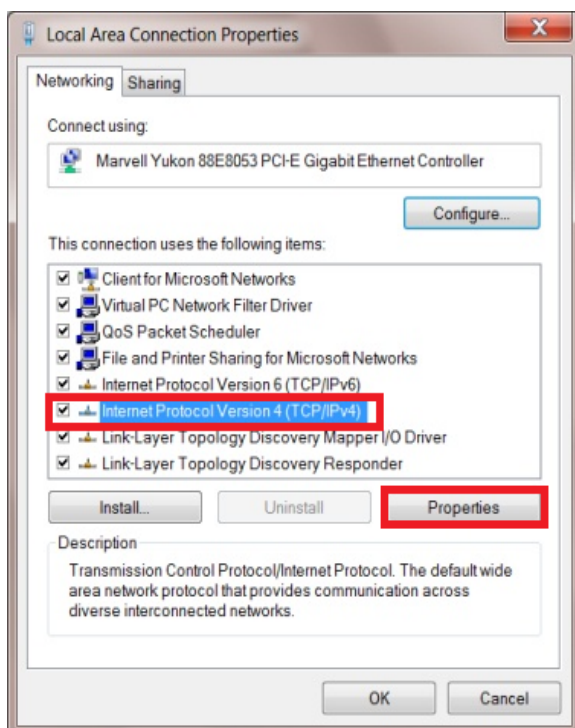 Local Area Connection Properties
Networking
Sharing
Connect using:
Marvell Yukon 88E8053 PCI-E Gigabit Ethernet Controller
Configure...
This connection uses the following items:
Client for Microsoft Networks
Virtual PC Network Filter Driver
QoS Packet Scheduler
File and Printer Sharing for Microsoft Networks
Internet Protocol Version 6 (TCP/IPv6)
Internet Protocol Version 4 (TCP/IPv4)
Link-Layer Topology Discovery Mapper I/O Driver
Link-Layer Topology Discovery Responder
Install...
Uninstall
Properties
Description
Transmission Control Protocol/Internet Protocol. The default wide
area network protocol that provides communication across
diverse interconnected networks.
OK
Cancel